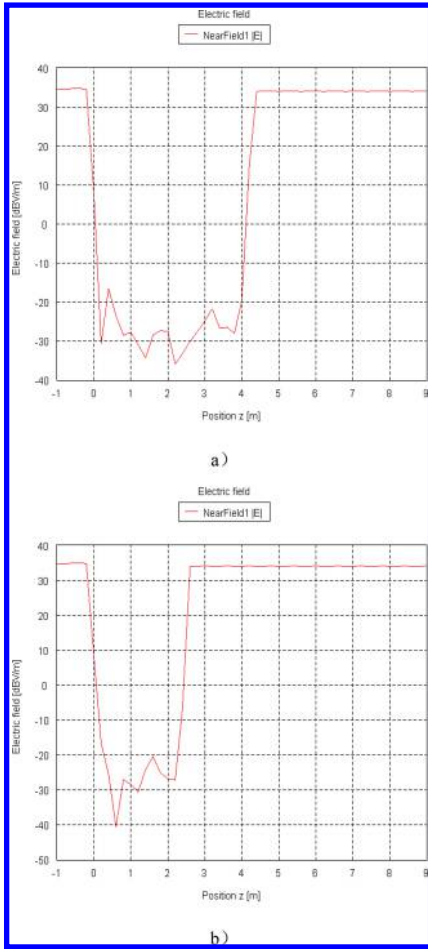 Electric field
NearField1 |E|
40
30
20
10
0
-10
-20
-30
-40
Electric field [dBV/m]
-1 0 1 2 3 4 5 6 7 8 9
Position z [m]
a)
Electric field
NearField1 |E|
40
30
20
10
0
-10
-20
-30
-40
-50
Electric field [dBV/m]
-1 0 1 2 3 4 5 6 7 8 9
Position z [m]
b)